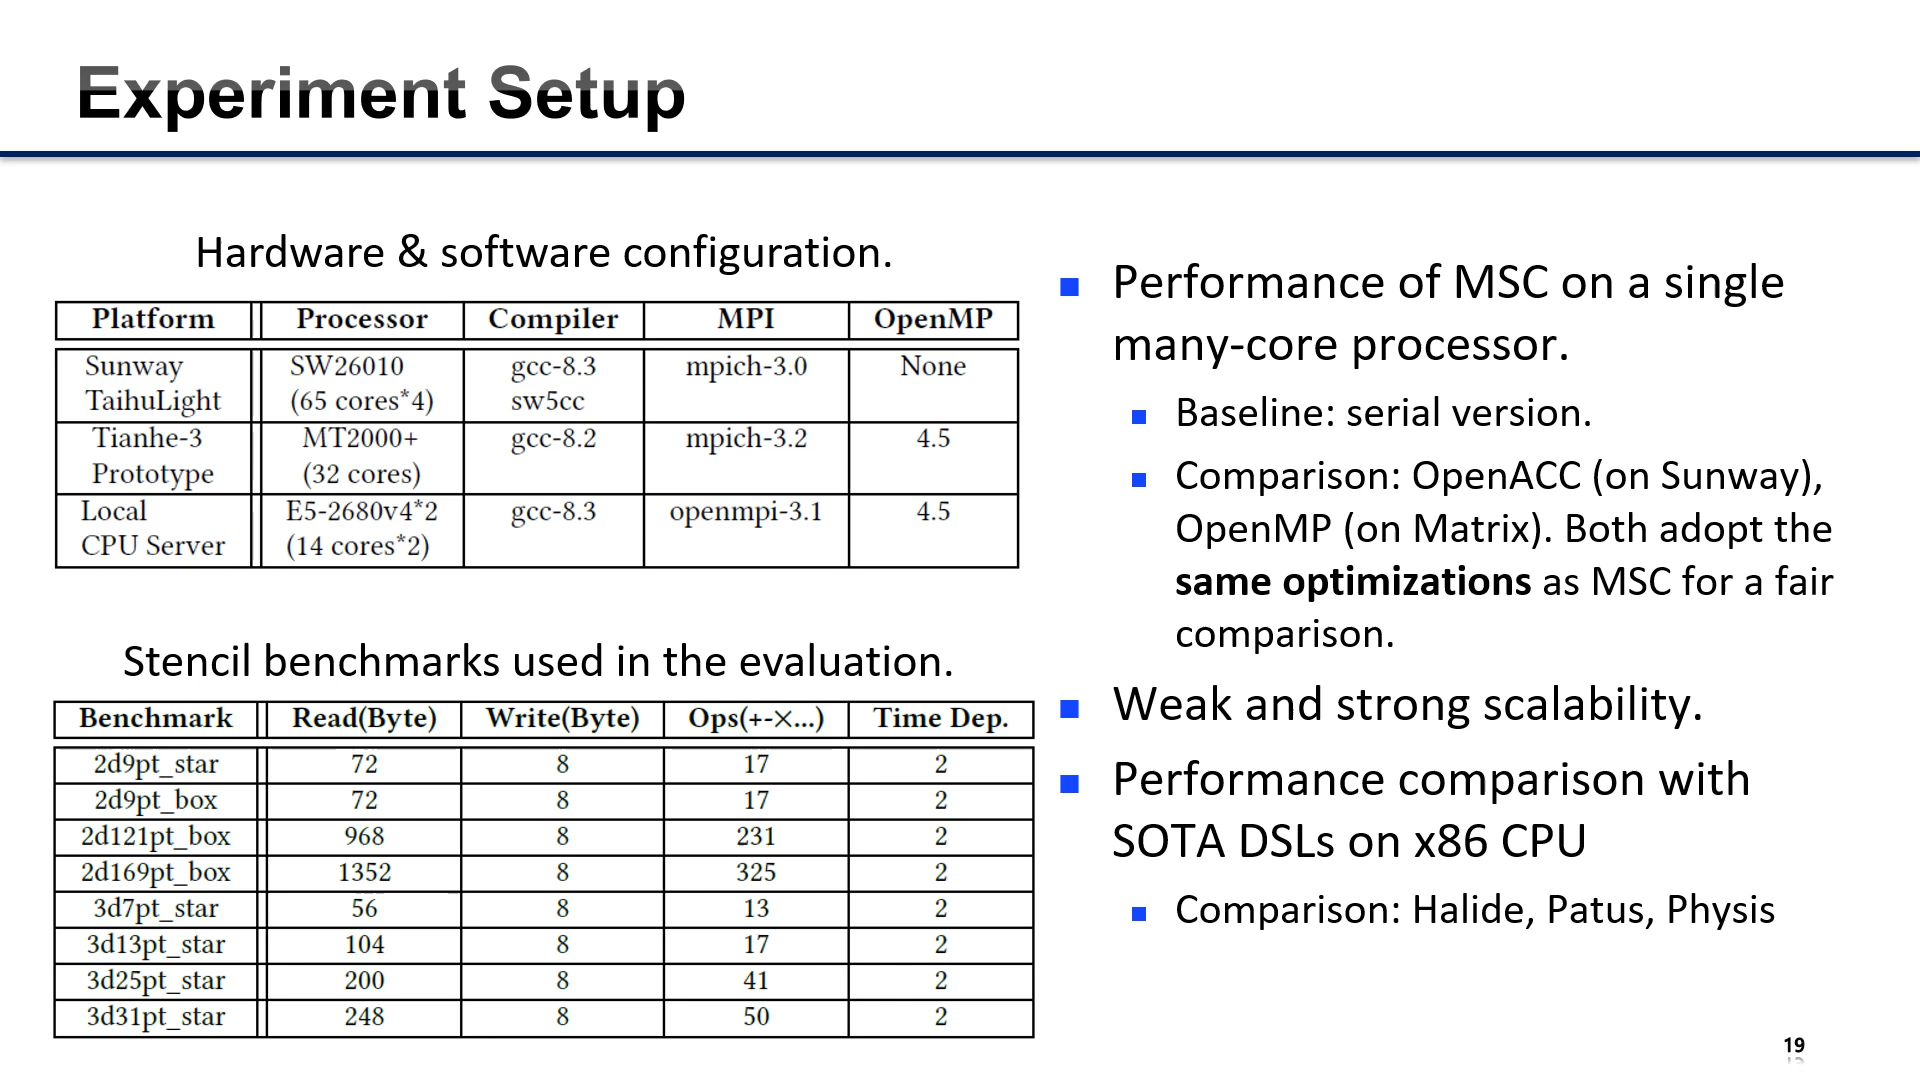 Experiment Setup
Hardware & software configuration.
Platform Processor Compiler MPI OpenMP
Sunway TaihuLight SW26010 (65 cores*4) gcc-8.3 sw5cc mpich-3.0 None
Tianhe-3 Prototype MT2000+ (32 cores) gcc-8.2 mpich-3.2 4.5
Local CPU Server E5-2680v4*2 (14 cores*2) gcc-8.3 openmpi-3.1 4.5
Stencil benchmarks used in the evaluation.
Benchmark Read(Byte) Write(Byte) Ops(+-×...) Time Dep.
2d9pt_star 72 8 17 2
2d9pt_box 72 8 17 2
2d121pt_box 968 8 231 2
2d169pt_box 1352 8 325 2
3d7pt_star 56 8 13 2
3d13pt_star 104 8 17 2
3d25pt_star 200 8 41 2
3d31pt_star 248 8 50 2
Performance of MSC on a single
many-core processor.
Baseline: serial version.
Comparison: OpenACC (on Sunway),
OpenMP (on Matrix). Both adopt the
same optimizations as MSC for a fair
comparison.
Weak and strong scalability.
Performance comparison with
SOTA DSLs on x86 CPU
Comparison: Halide, Patus, Physis
19